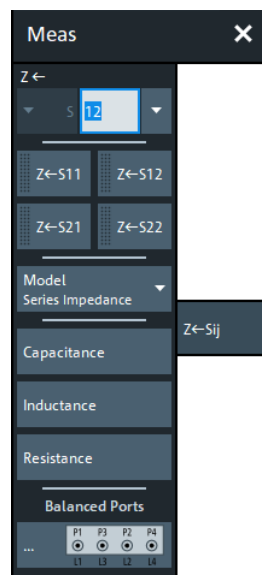 Meas
Z←
S 12
Z←S11 Z←S12
Z←S21 Z←S22
Model
Series Impedance
Z←Sij
Capacitance
Inductance
Resistance
Balanced Ports
... P1 P3 P2 P4
L1 L3 L2 L4